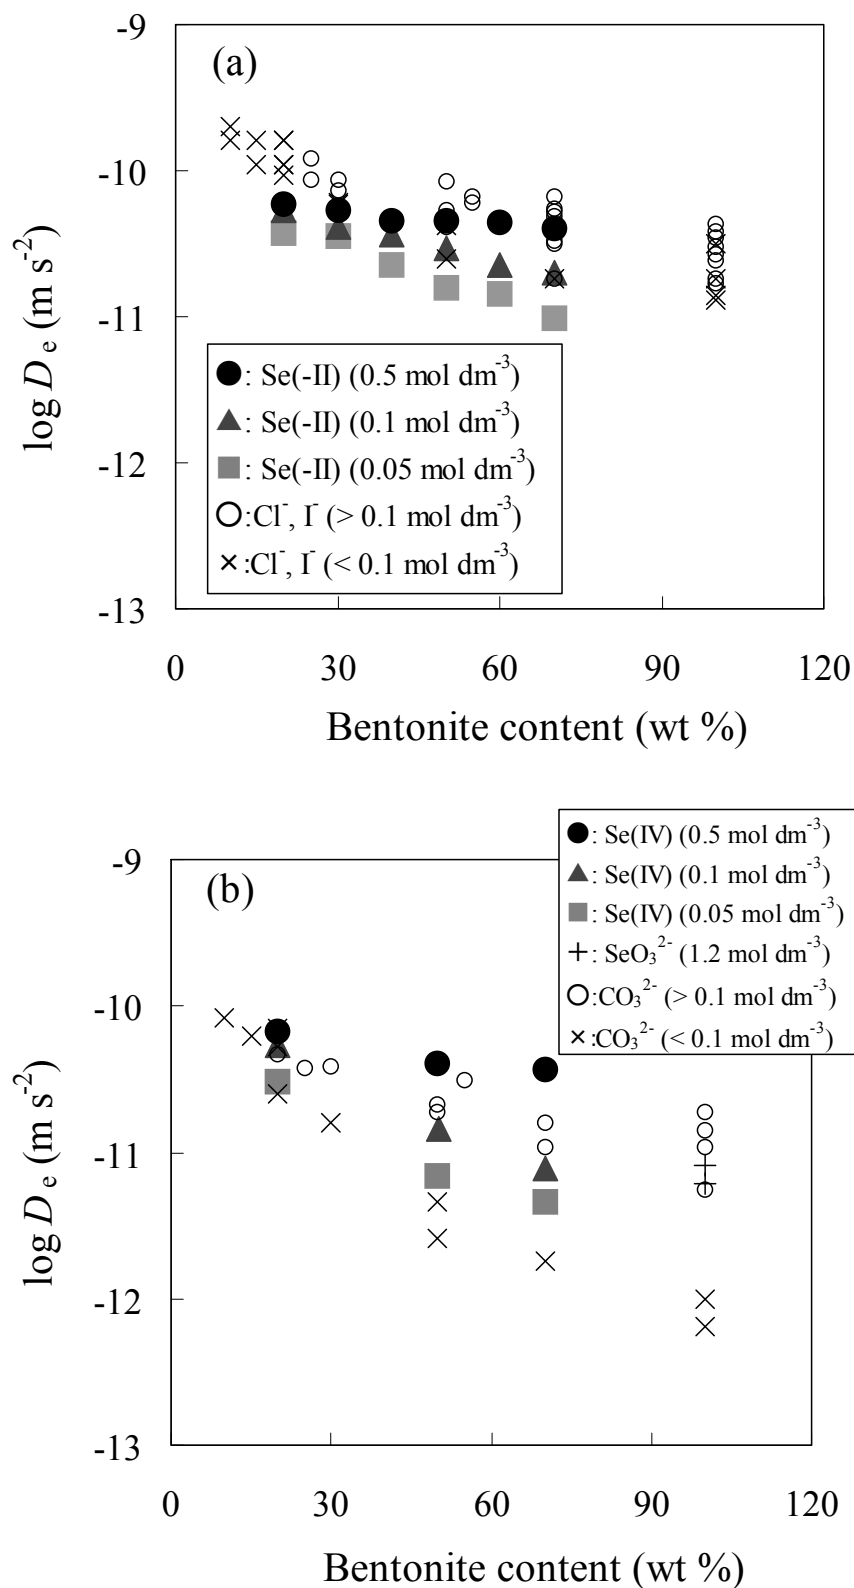 -9
(a)
-10
-11
-12
-13
log D e (m s-2)
●: Se(-II) (0.5 mol dm-3)
▲: Se(-II) (0.1 mol dm-3)
■: Se(-II) (0.05 mol dm-3)
○:Cl-, I- (> 0.1 mol dm-3)
×:Cl-, I- (< 0.1 mol dm-3)
0 30 60 90 120
Bentonite content (wt %)
●: Se(IV) (0.5 mol dm-3)
▲: Se(IV) (0.1 mol dm-3)
■: Se(IV) (0.05 mol dm-3)
+: SeO₃²⁻ (1.2 mol dm-3)
○:CO₃²⁻ (> 0.1 mol dm-3)
×:CO₃²⁻ (< 0.1 mol dm-3)
-9
(b)
-10
-11
-12
-13
log D e (m s-2)
0 30 60 90 120
Bentonite content (wt %)